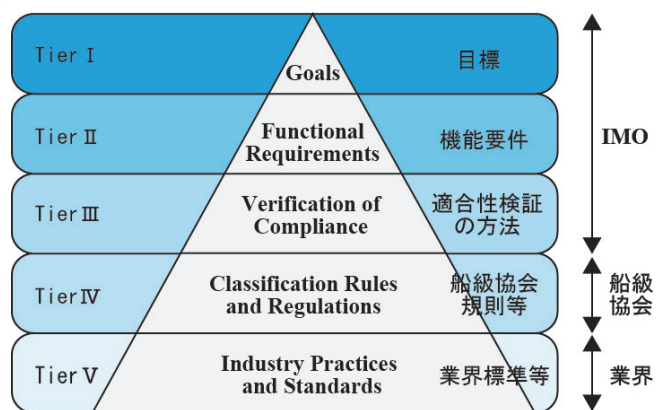 Tier Ⅰ
Goals
目標
Tier Ⅱ
Functional
Requirements
機能要件
IMO
Tier Ⅲ
Verification of
Compliance
適合性検証
の方法
Tier Ⅳ
Classification Rules
and Regulations
船級協会
規則等
船級
協会
Tier Ⅴ
Industry Practices
and Standards
業界標準等
業界